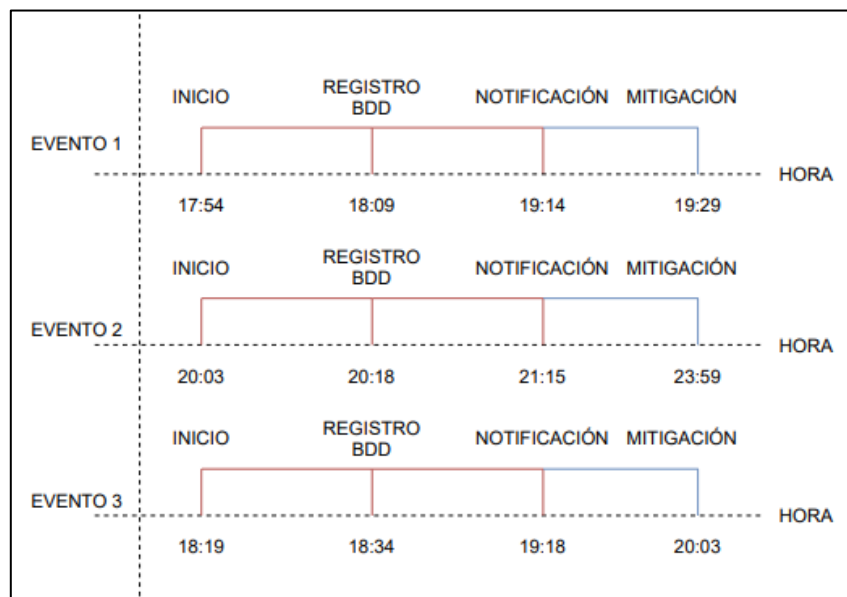 INICIO
REGISTRO
BDD
NOTIFICACIÓN
MITIGACIÓN
EVENTO 1
HORA
17:54
18:09
19:14
19:29
INICIO
REGISTRO
BDD
NOTIFICACIÓN
MITIGACIÓN
EVENTO 2
HORA
20:03
20:18
21:15
23:59
INICIO
REGISTRO
BDD
NOTIFICACIÓN
MITIGACIÓN
EVENTO 3
HORA
18:19
18:34
19:18
20:03